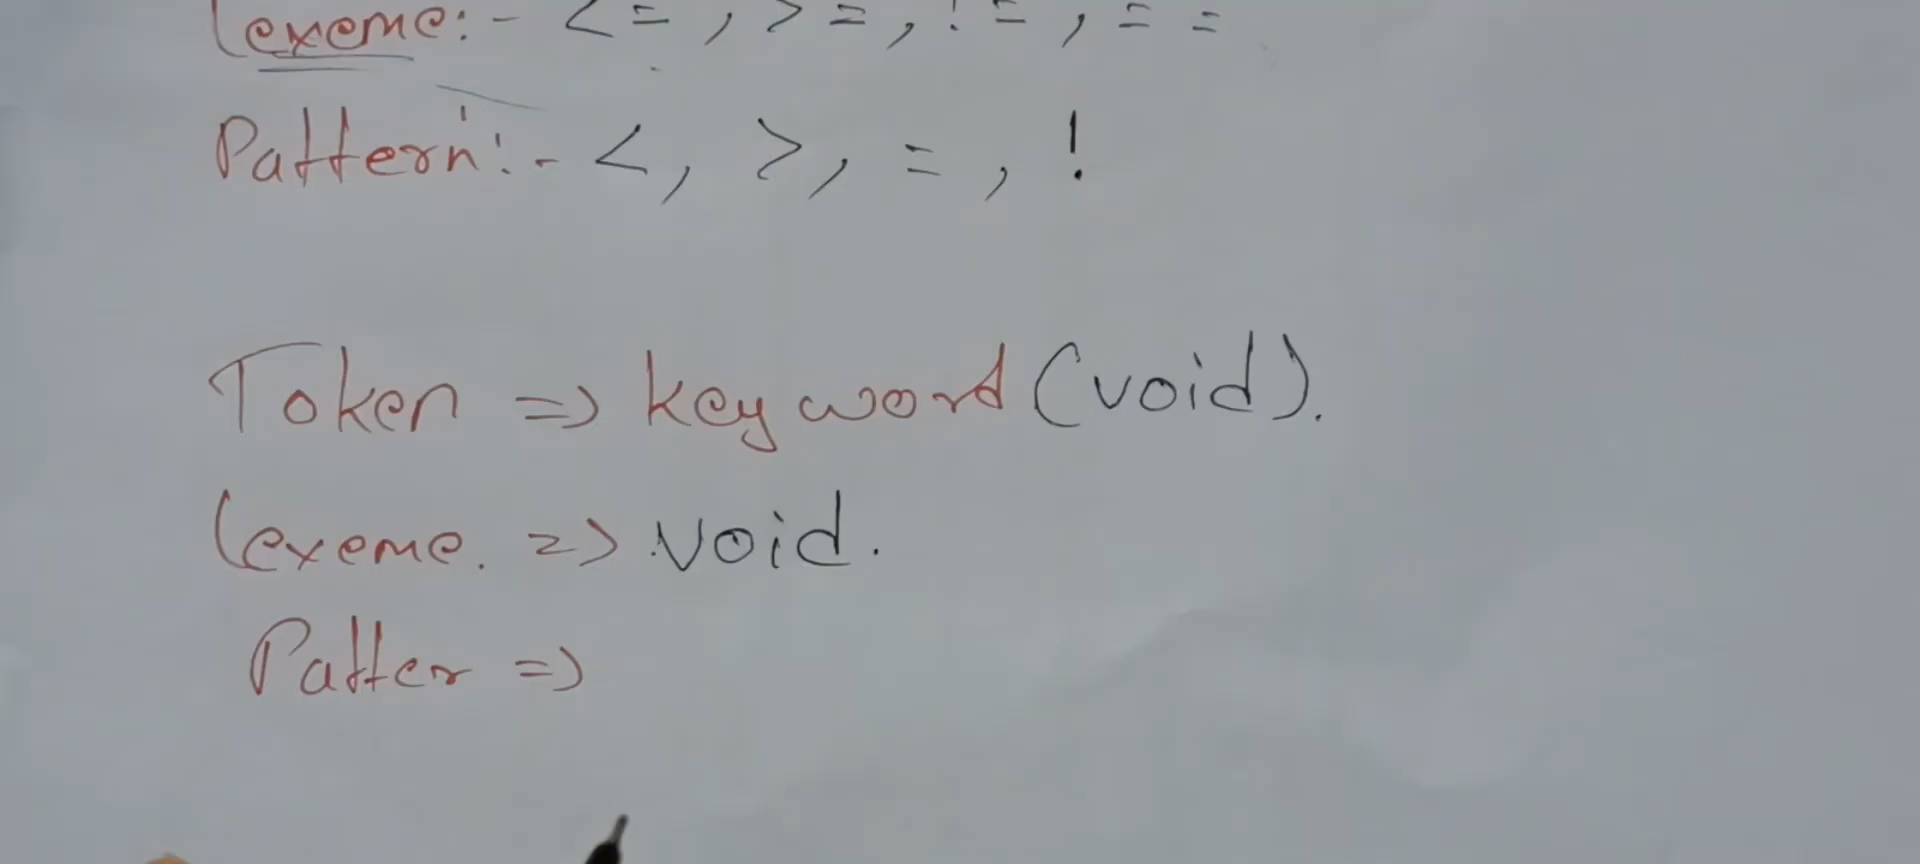 lexeme:- <=, >=, !=, ==
Pattern:- <, >, =, !
Token => keyword (void).
lexeme. => void.
Patter =>